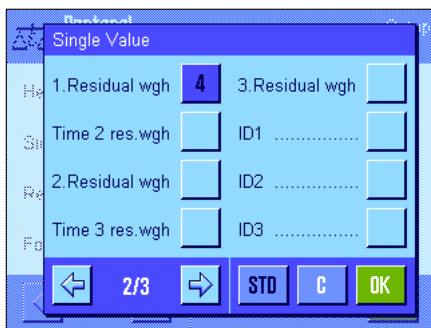 Single Value
1.Residual wgh 4 3.Residual wgh
Time 2 res.wgh ID1 ................
2.Residual wgh ID2 ................
Time 3 res.wgh ID3 ................
2/3 STD C OK